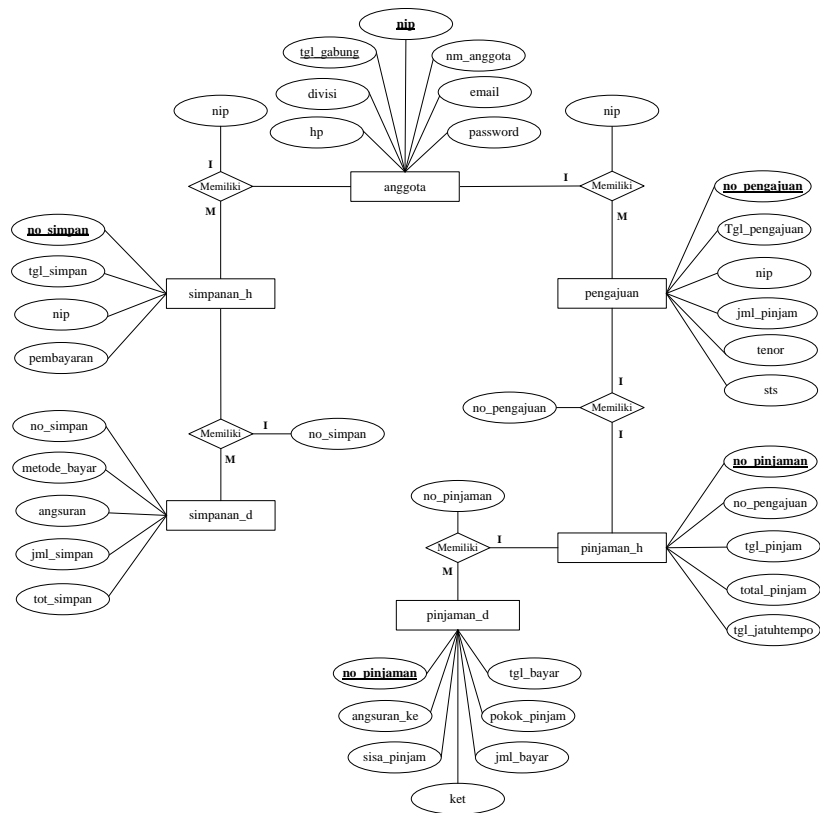 nip
tgl_gabung
nm_anggota
divisi
email
hp
password
nip
nip
I
Memiliki
M
anggota
I
Memiliki
M
no_simpan
tgl_simpan
nip
pembayaran
simpanan_h
pengajuan
no_pengajuan
Tgl_pengajuan
nip
jml_pinjam
tenor
sts
I
no_pengajuan
Memiliki
I
Memiliki
I
no_simpan
M
no_simpan
metode_bayar
angsuran
jml_simpan
tot_simpan
simpanan_d
no_pinjaman
Memiliki
I
M
pinjaman_h
no_pinjaman
no_pengajuan
tgl_pinjam
total_pinjam
tgl_jatuhtempo
pinjaman_d
no_pinjaman
tgl_bayar
angsuran_ke
pokok_pinjam
sisa_pinjam
jml_bayar
ket